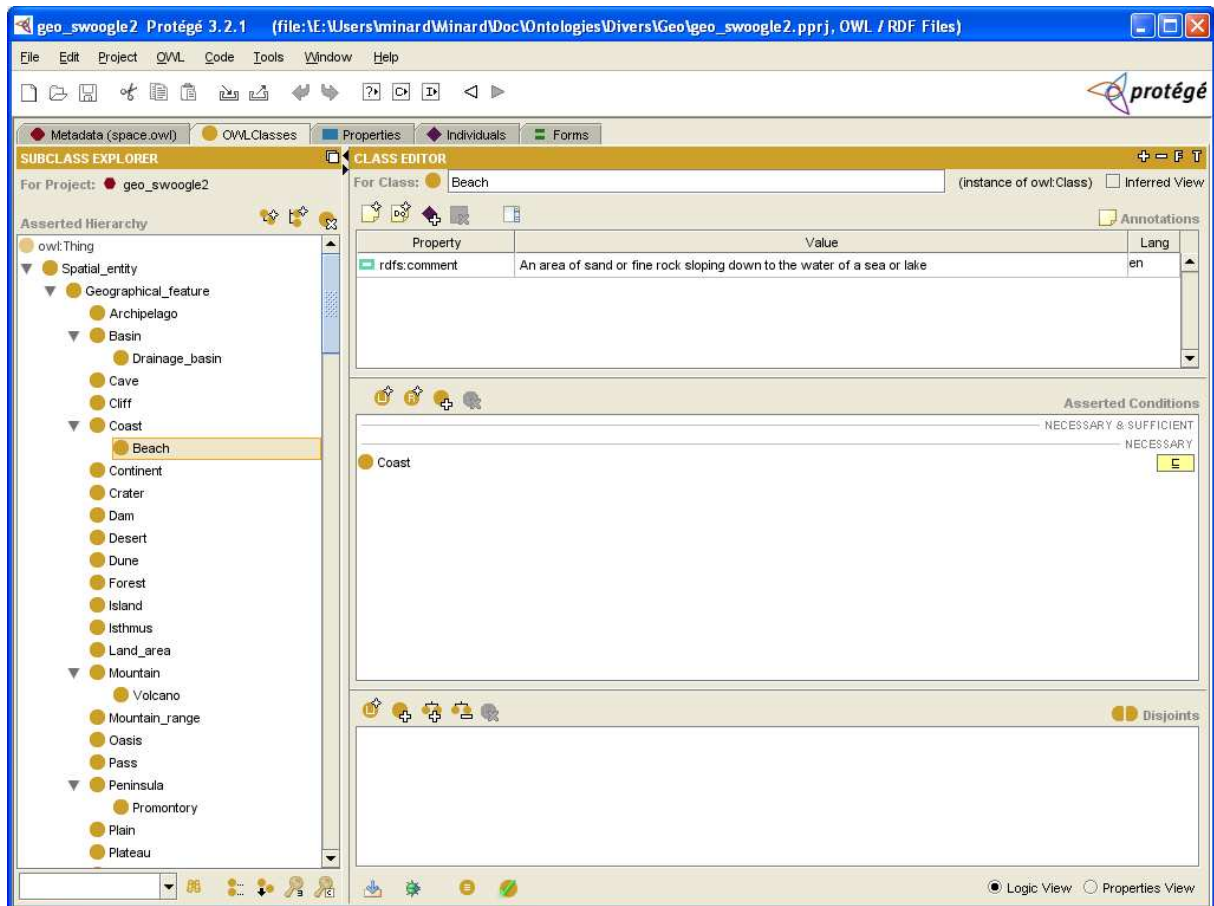 geo_swoogle2 Protégé 3.2.1 (file:\E:\Users\minard\Minard\Doc\Ontologies\Divers\Geo\geo_swoogle2.pprj, OWL / RDF Files)
File Edit Project OWL Code Tools Window Help
protégé
Metadata (space.owl) OWLClasses Properties Individuals Forms
SUBCLASS EXPLORER
CLASS EDITOR
F T
For Project: geo_swoogle2
For Class: Beach (instance of owl:Class) Inferred View
Asserted Hierarchy
Annotations
Property Value Lang
rdfs:comment An area of sand or fine rock sloping down to the water of a sea or lake en
owl:Thing
Spatial_entity
Geographical_feature
Archipelago
Basin
Drainage_basin
Cave
Cliff
Coast
Beach
Continent
Crater
Dam
Desert
Dune
Forest
Island
Isthmus
Land_area
Mountain
Volcano
Mountain_range
Oasis
Pass
Peninsula
Promontory
Plain
Plateau
Asserted Conditions
NECESSARY & SUFFICIENT
NECESSARY
Coast ⊑
Disjoints
Logic View Properties View